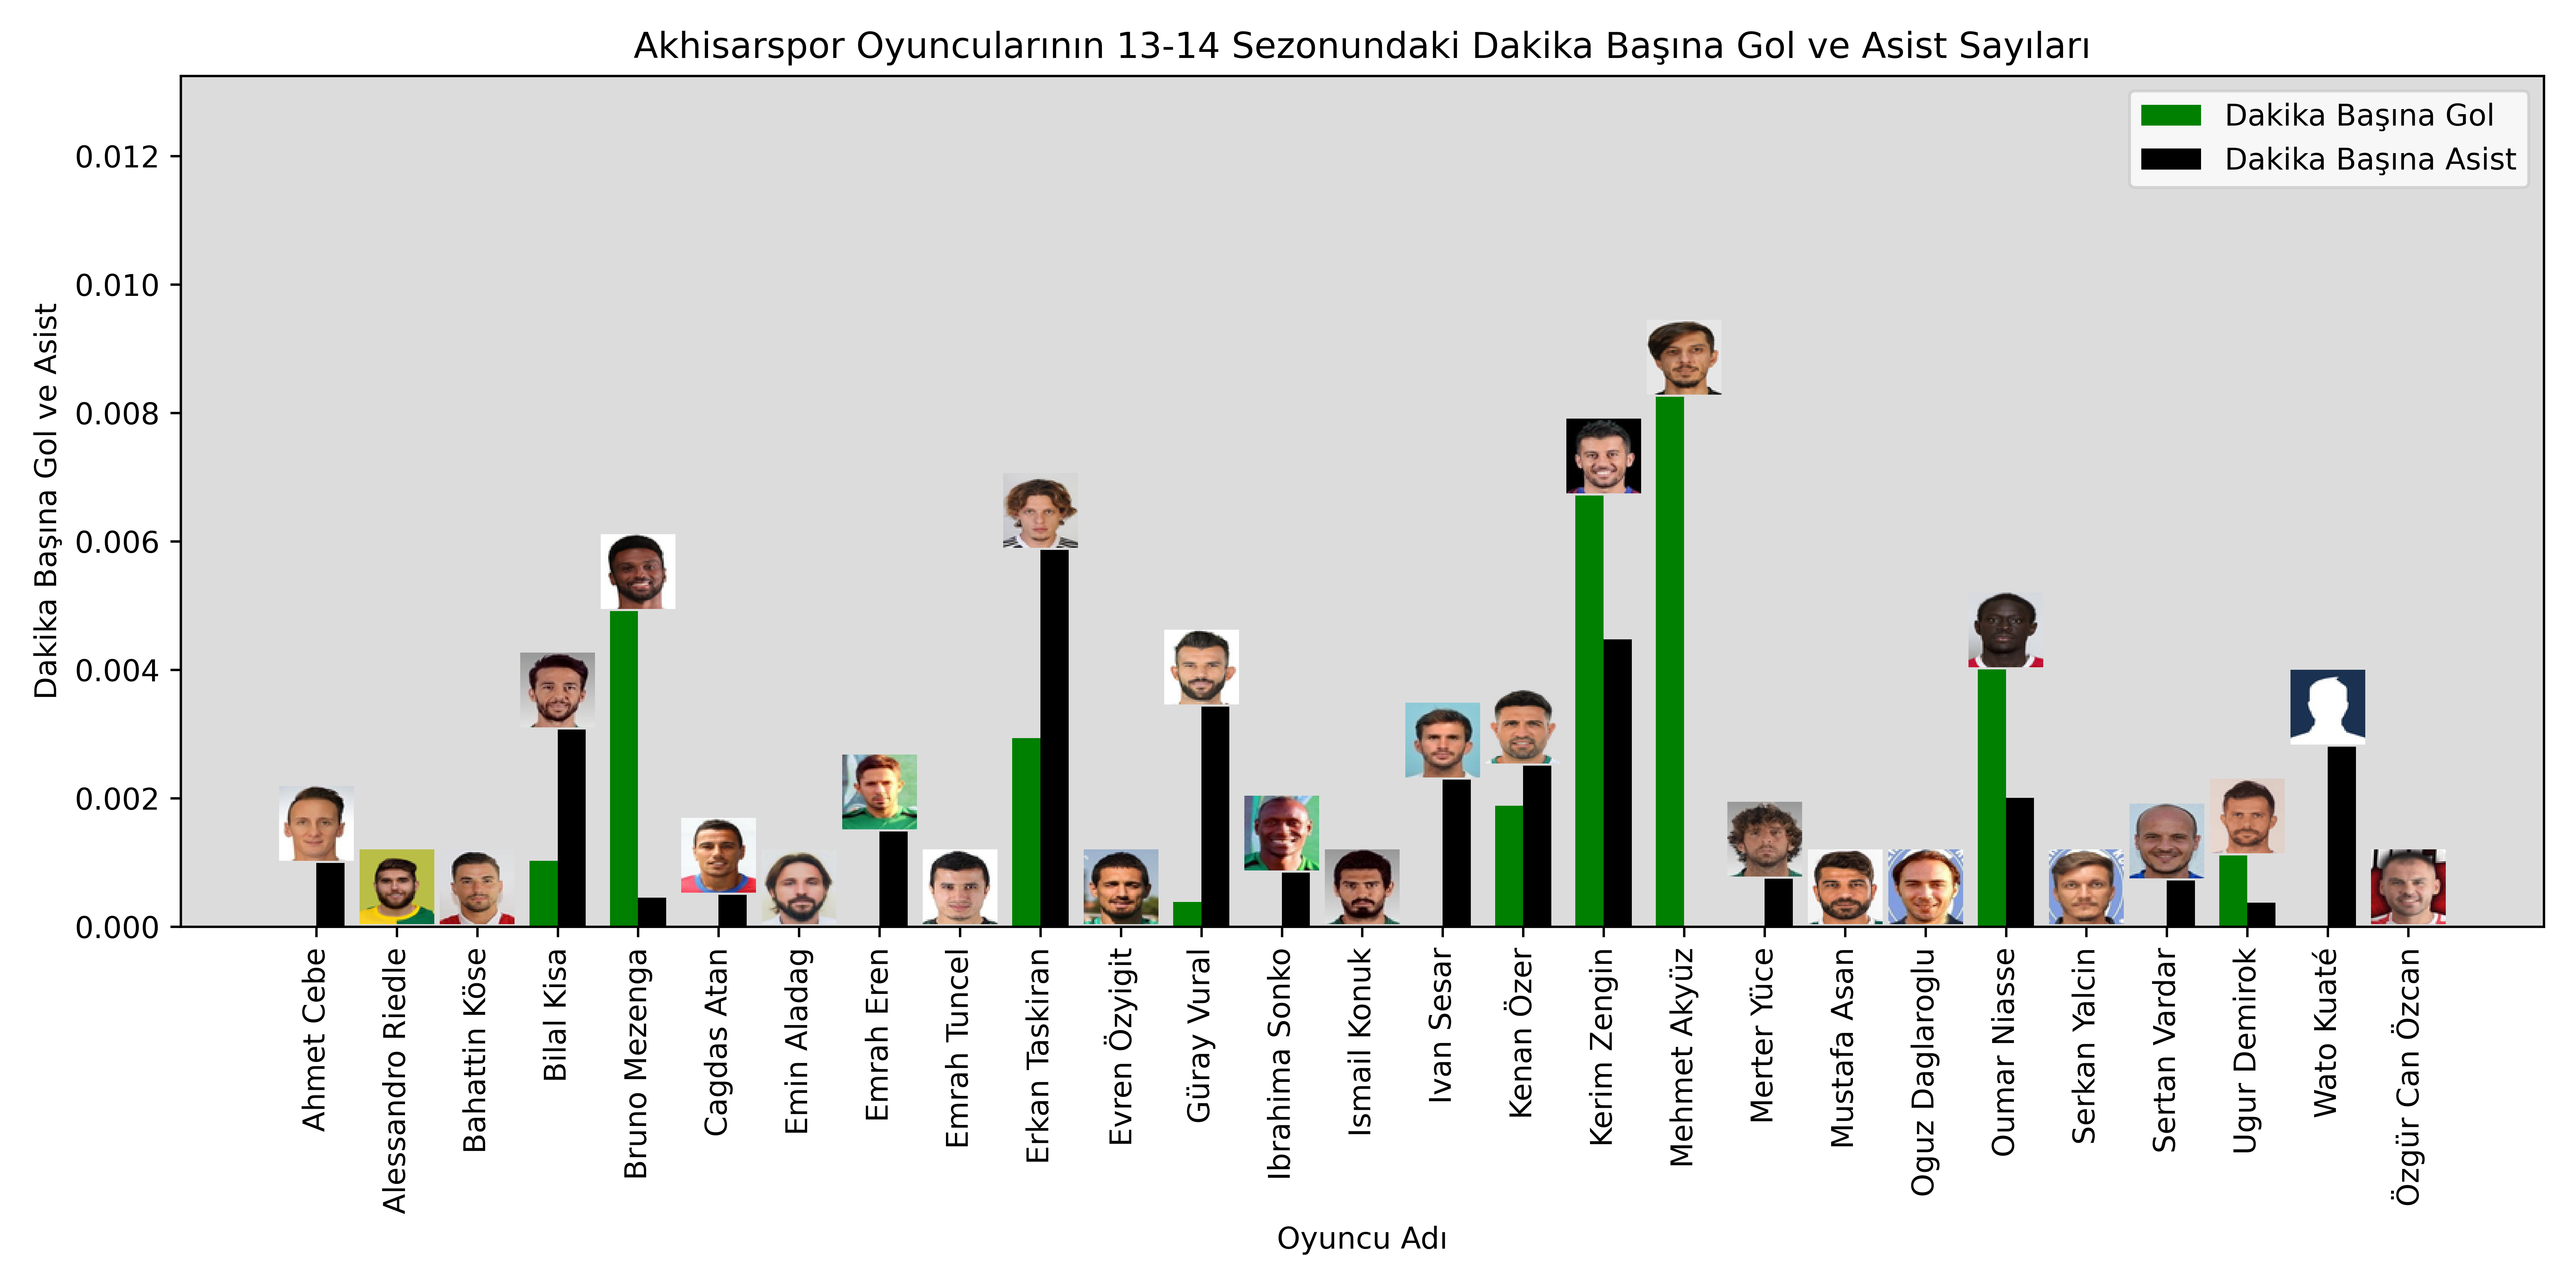 Akhisarspor Oyuncularının 13-14 Sezonundaki Dakika Başına Gol ve Asist Sayıları
Dakika Başına Gol
Dakika Başına Asist
Dakika Başına Gol ve Asist
0.012
0.010
0.008
0.006
0.004
0.002
0.000
Ahmet Cebe
Alessandro Riedle
Bahattin Köse
Bilal Kisa
Bruno Mezenga
Cagdas Atan
Emin Aladag
Emrah Eren
Emrah Tuncel
Erkan Taskiran
Evren Özyigit
Güray Vural
Ibrahima Sonko
Ismail Konuk
Ivan Sesar
Kenan Özer
Kerim Zengin
Mehmet Akyüz
Merter Yüce
Mustafa Asan
Oguz Daglaroglu
Oumar Niasse
Serkan Yalcin
Sertan Vardar
Ugur Demirok
Wato Kuaté
Özgür Can Özcan
Oyuncu Adı